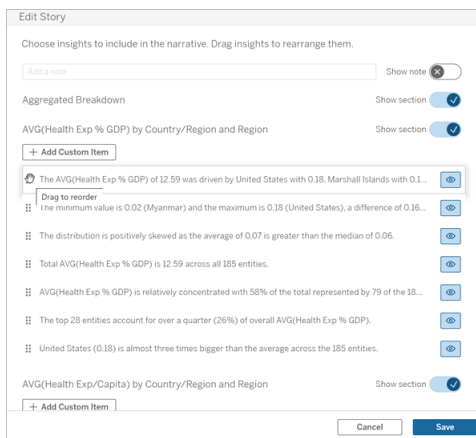 Edit Story
Choose insights to include in the narrative. Drag insights to rearrange them.
Add a note
Show note
Aggregated Breakdown
Show section
AVG(Health Exp % GDP) by Country/Region and Region
Show section
+ Add Custom Item
The AVG(Health Exp % GDP) of 12.59 was driven by United States with 0.18, Marshall Islands with 0.1...
Drag to reorder
The minimum value is 0.02 (Myanmar) and the maximum is 0.18 (United States), a difference of 0.16...
The distribution is positively skewed as the average of 0.07 is greater than the median of 0.06.
Total AVG(Health Exp % GDP) is 12.59 across all 185 entities.
AVG(Health Exp % GDP) is relatively concentrated with 58% of the total represented by 79 of the 18...
The top 28 entities account for over a quarter (26%) of overall AVG(Health Exp % GDP).
United States (0.18) is almost three times bigger than the average across the 185 entities.
AVG(Health Exp/Capita) by Country/Region and Region
Show section
+ Add Custom Item
Cancel
Save